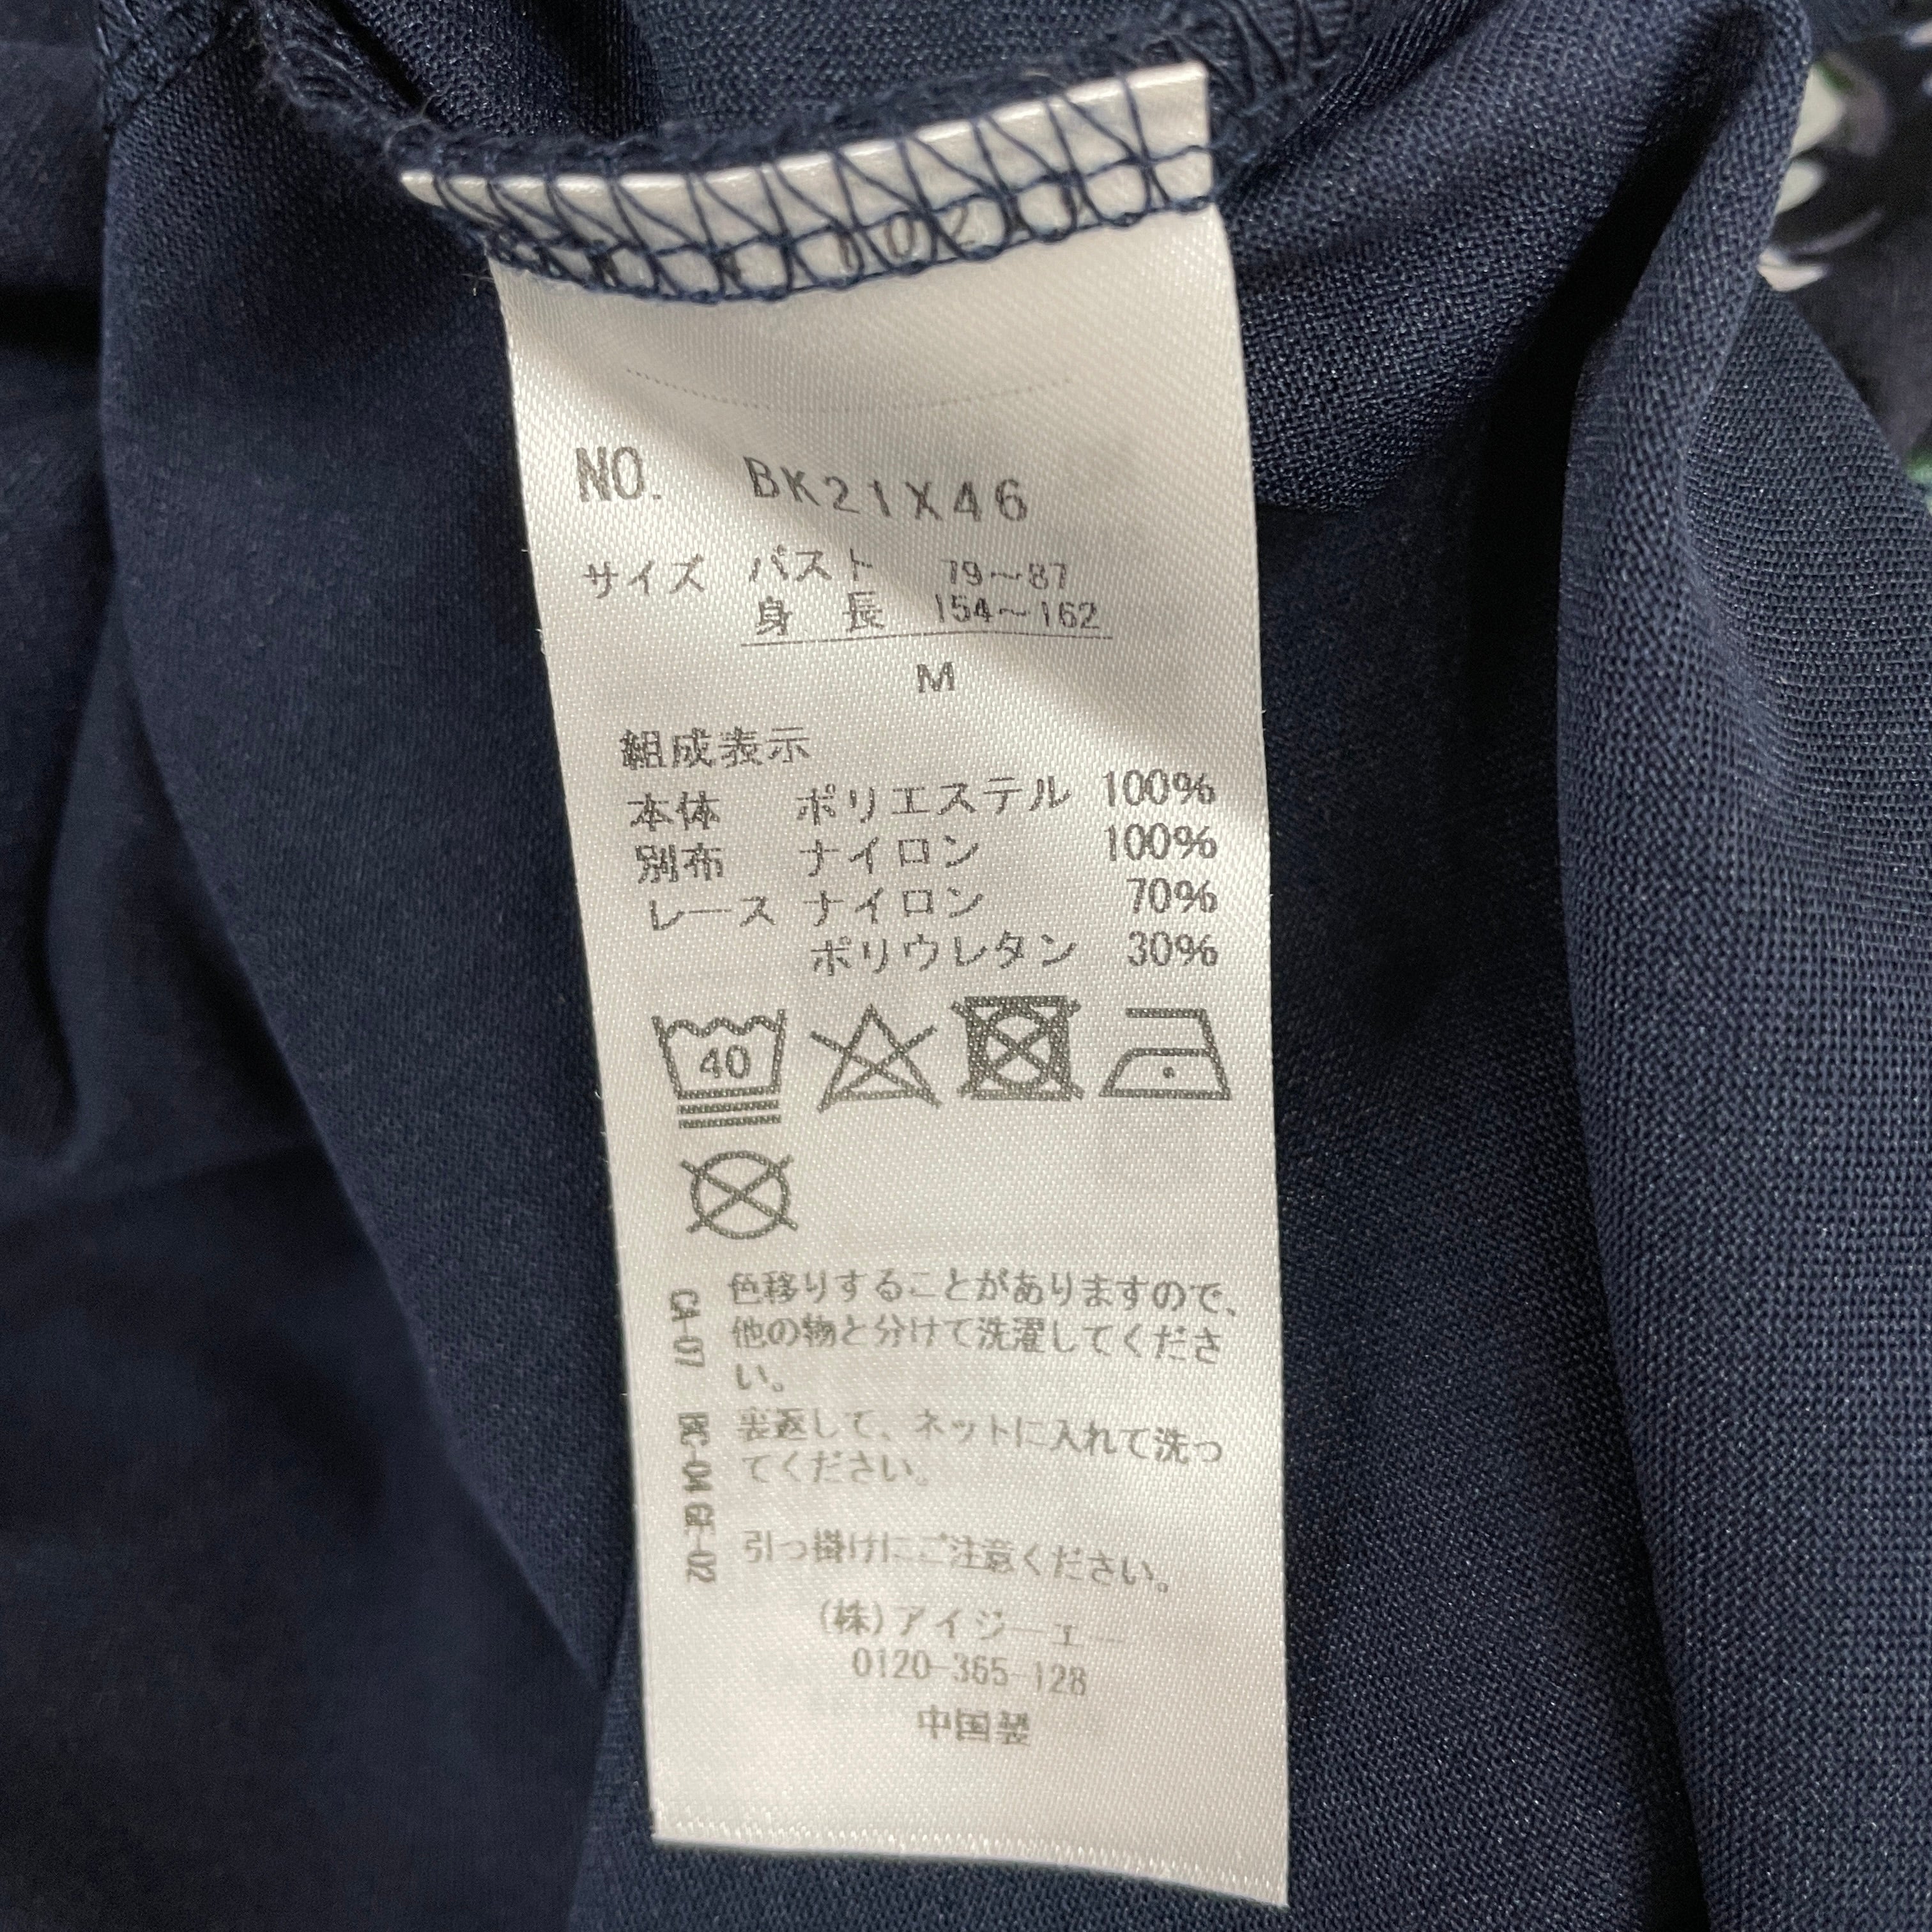 NO. BK21X46
サイズ バスト 79～87
身長 154～162
M
組成表示
本体 ポリエステル 100%
別布 ナイロン 100%
レース ナイロン 70%
ポリウレタン 30%
40
CA-07 色移りすることがありますので、
他の物と分けて洗濯してくださ
い。
BC-04 裏返して、ネットに入れて洗っ
てください。
GE-02 引っ掛けにご注意ください。
(株)アイジーエー
0120-365-128
中国製